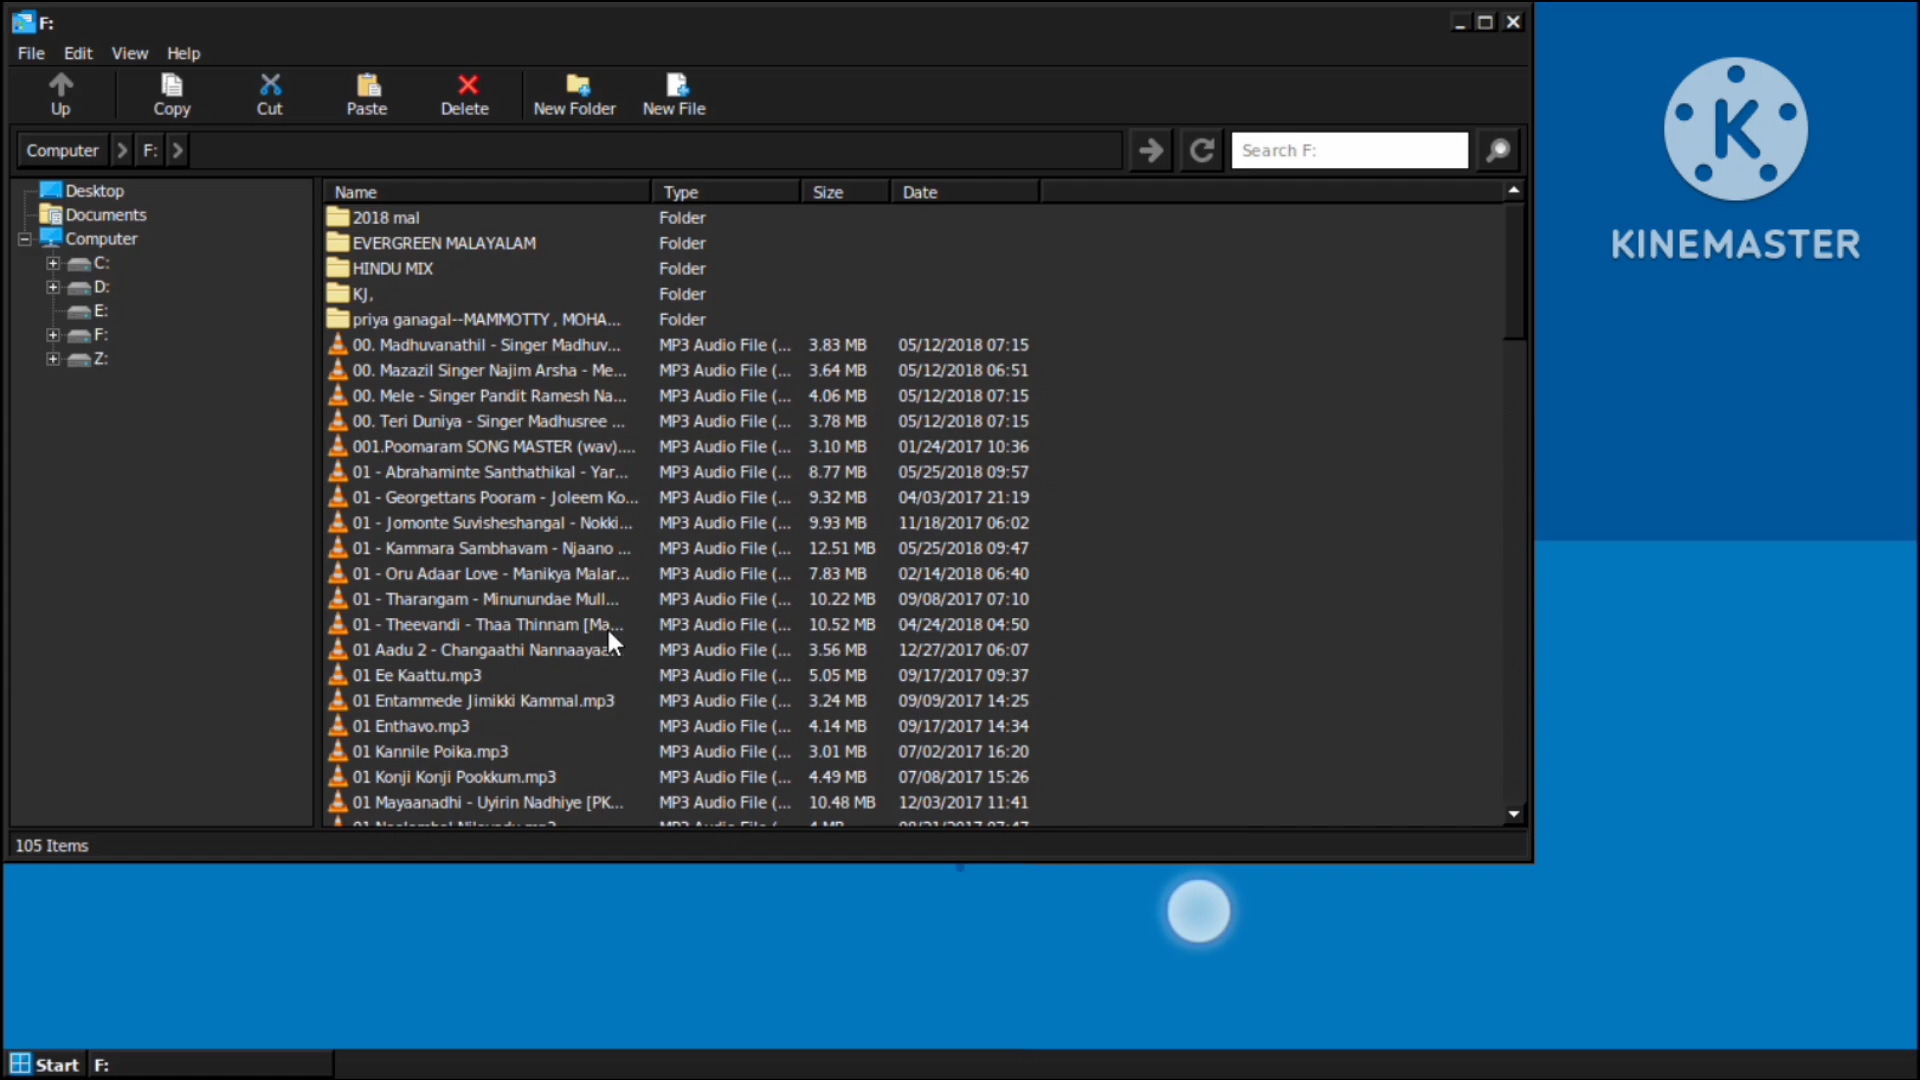 F:
File Edit View Help
Up Copy Cut Paste Delete New Folder New File
Computer F: Search F:
KINEMASTER
Desktop
Documents
Computer
C:
D:
E:
F:
Z:
Name Type Size Date
2018 mal Folder
EVERGREEN MALAYALAM Folder
HINDU MIX Folder
KJ, Folder
priya ganagal--MAMMOTTY , MOHA... Folder
00. Madhuvanathil - Singer Madhuv... MP3 Audio File (... 3.83 MB 05/12/2018 07:15
00. Mazazil Singer Najim Arsha - Me... MP3 Audio File (... 3.64 MB 05/12/2018 06:51
00. Mele - Singer Pandit Ramesh Na... MP3 Audio File (... 4.06 MB 05/12/2018 07:15
00. Teri Duniya - Singer Madhusree ... MP3 Audio File (... 3.78 MB 05/12/2018 07:15
001.Poomaram SONG MASTER (wav).... MP3 Audio File (... 3.10 MB 01/24/2017 10:36
01 - Abrahaminte Santhathikal - Yar... MP3 Audio File (... 8.77 MB 05/25/2018 09:57
01 - Georgettans Pooram - Joleem Ko... MP3 Audio File (... 9.32 MB 04/03/2017 21:19
01 - Jomonte Suvisheshangal - Nokki... MP3 Audio File (... 9.93 MB 11/18/2017 06:02
01 - Kammara Sambhavam - Njaano ... MP3 Audio File (... 12.51 MB 05/25/2018 09:47
01 - Oru Adaar Love - Manikya Malar... MP3 Audio File (... 7.83 MB 02/14/2018 06:40
01 - Tharangam - Minunundae Mull... MP3 Audio File (... 10.22 MB 09/08/2017 07:10
01 - Theevandi - Thaa Thinnam [Ma... MP3 Audio File (... 10.52 MB 04/24/2018 04:50
01 Aadu 2 - Changaathi Nannaayaa... MP3 Audio File (... 3.56 MB 12/27/2017 06:07
01 Ee Kaattu.mp3 MP3 Audio File (... 5.05 MB 09/17/2017 09:37
01 Entammede Jimikki Kammal.mp3 MP3 Audio File (... 3.24 MB 09/09/2017 14:25
01 Enthavo.mp3 MP3 Audio File (... 4.14 MB 09/17/2017 14:34
01 Kannile Poika.mp3 MP3 Audio File (... 3.01 MB 07/02/2017 16:20
01 Konji Konji Pookkum.mp3 MP3 Audio File (... 4.49 MB 07/08/2017 15:26
01 Mayaanadhi - Uyirin Nadhiye [PK... MP3 Audio File (... 10.48 MB 12/03/2017 11:41
105 Items
Start F: